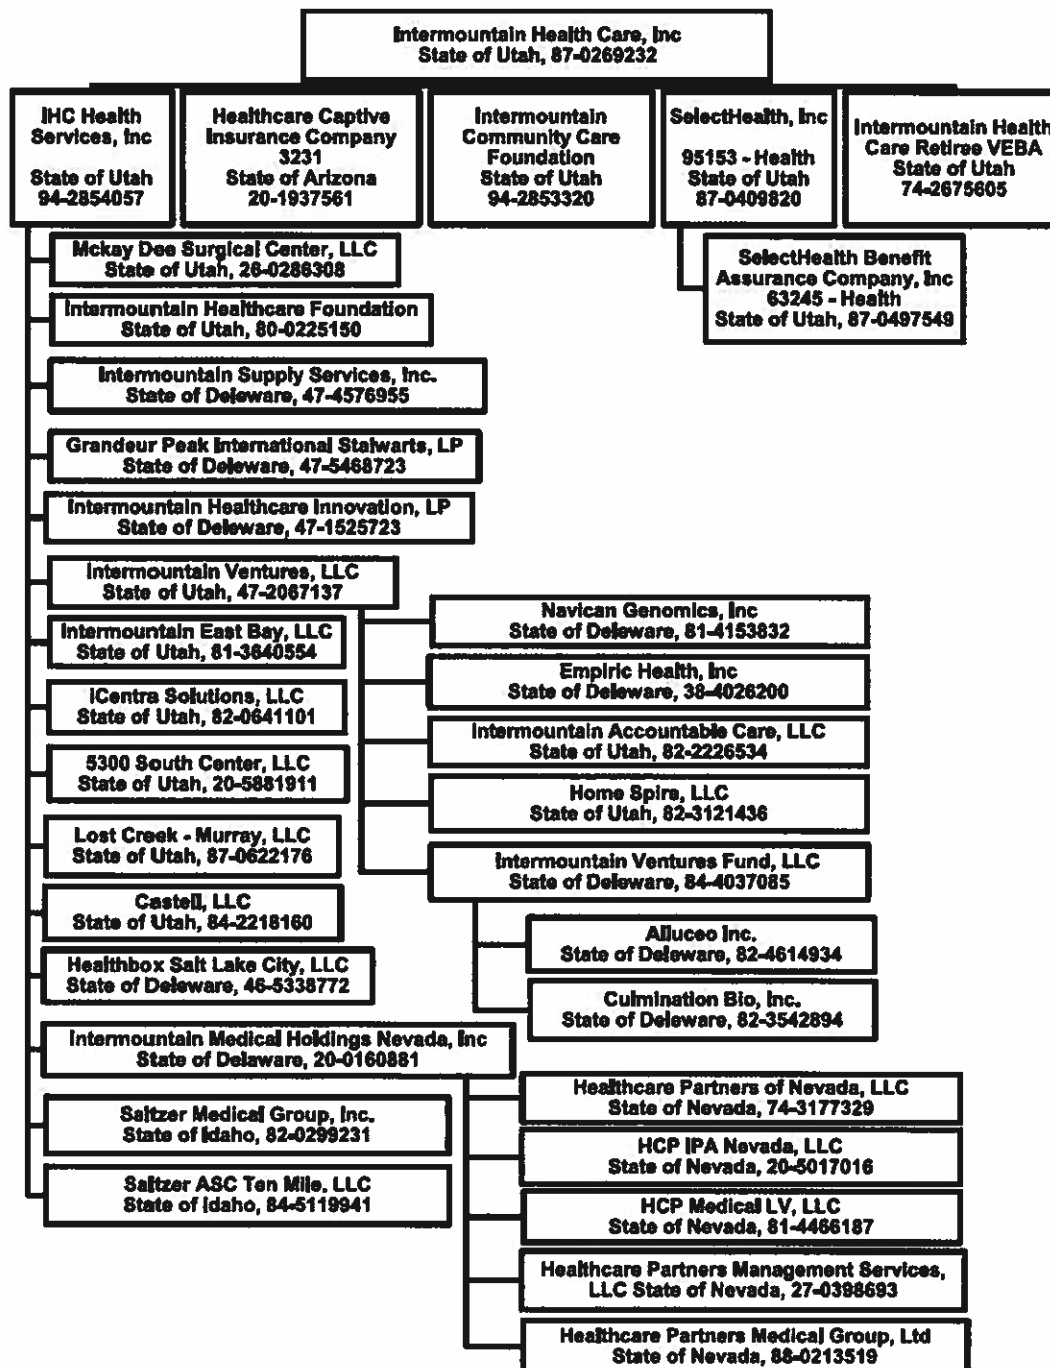 Intermountain Health Care, Inc
State of Utah, 87-0269232
IHC Health
Services, Inc
State of Utah
94-2854057
Healthcare Captive
Insurance Company
3231
State of Arizona
20-1937561
Intermountain
Community Care
Foundation
State of Utah
94-2853320
SelectHealth, Inc
95153 - Health
State of Utah
87-0409820
Intermountain Health
Care Retiree VEBA
State of Utah
74-2675605
Mckay Dee Surgical Center, LLC
State of Utah, 26-0286308
SelectHealth Benefit
Assurance Company, Inc
63245 - Health
State of Utah, 87-0497549
Intermountain Healthcare Foundation
State of Utah, 80-0225150
Intermountain Supply Services, Inc.
State of Deleware, 47-4576955
Grandeur Peak International Stalwarts, LP
State of Deleware, 47-5468723
Intermountain Healthcare Innovation, LP
State of Deleware, 47-1525723
Intermountain Ventures, LLC
State of Utah, 47-2067137
Navican Genomics, Inc
State of Deleware, 81-4153832
Intermountain East Bay, LLC
State of Utah, 81-3640554
Empiric Health, Inc
State of Deleware, 38-4026200
iCentra Solutions, LLC
State of Utah, 82-0641101
Intermountain Accountable Care, LLC
State of Utah, 82-2226534
5300 South Center, LLC
State of Utah, 20-5881911
Home Spire, LLC
State of Utah, 82-3121436
Lost Creek - Murray, LLC
State of Utah, 87-0622176
Intermountain Ventures Fund, LLC
State of Deleware, 84-4037085
Castell, LLC
State of Utah, 84-2218160
Alluceo Inc.
State of Deleware, 82-4614934
Healthbox Salt Lake City, LLC
State of Deleware, 46-5338772
Culmination Bio, Inc.
State of Deleware, 82-3542894
Intermountain Medical Holdings Nevada, Inc
State of Delaware, 20-0160881
Healthcare Partners of Nevada, LLC
State of Nevada, 74-3177329
Saltzer Medical Group, Inc.
State of Idaho, 82-0299231
HCP IPA Nevada, LLC
State of Nevada, 20-5017016
Saltzer ASC Ten Mile, LLC
State of Idaho, 84-5119941
HCP Medical LV, LLC
State of Nevada, 81-4466187
Healthcare Partners Management Services,
LLC State of Nevada, 27-0398693
Healthcare Partners Medical Group, Ltd
State of Nevada, 88-0213519